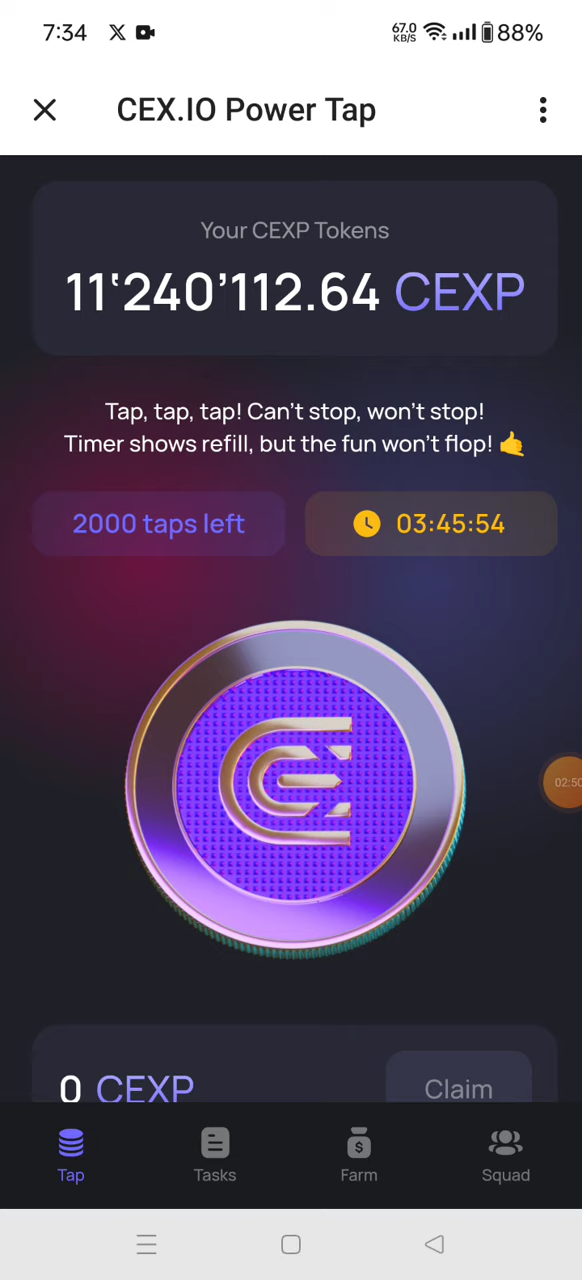 7:34
67.0
KB/S
88%
CEX.IO Power Tap
Your CEXP Tokens
11‘240’112.64 CEXP
Tap, tap, tap! Can’t stop, won’t stop!
Timer shows refill, but the fun won’t flop! 🤙
2000 taps left
03:45:54
02:50
0 CEXP
Claim
Tap
Tasks
Farm
Squad